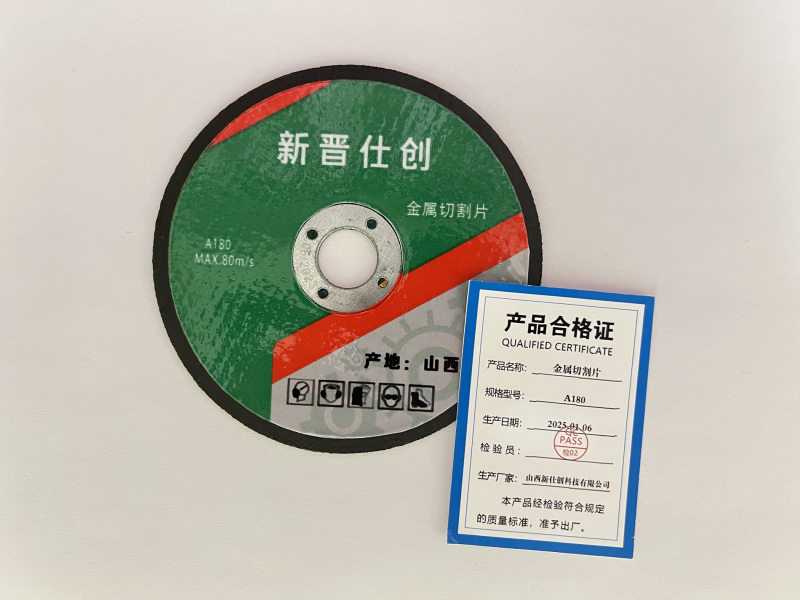 新晋仕创
金属切割片
A180
MAX.80m/s
产地：山西
产品合格证
QUALIFIED CERTIFICATE
产品名称： 金属切割片
规格型号： A180
生产日期： 2025.01.06
检验员：
QC
PASS
检02
生产厂家： 山西新仕创科技有限公司
本产品经检验符合规定
的质量标准，准予出厂。